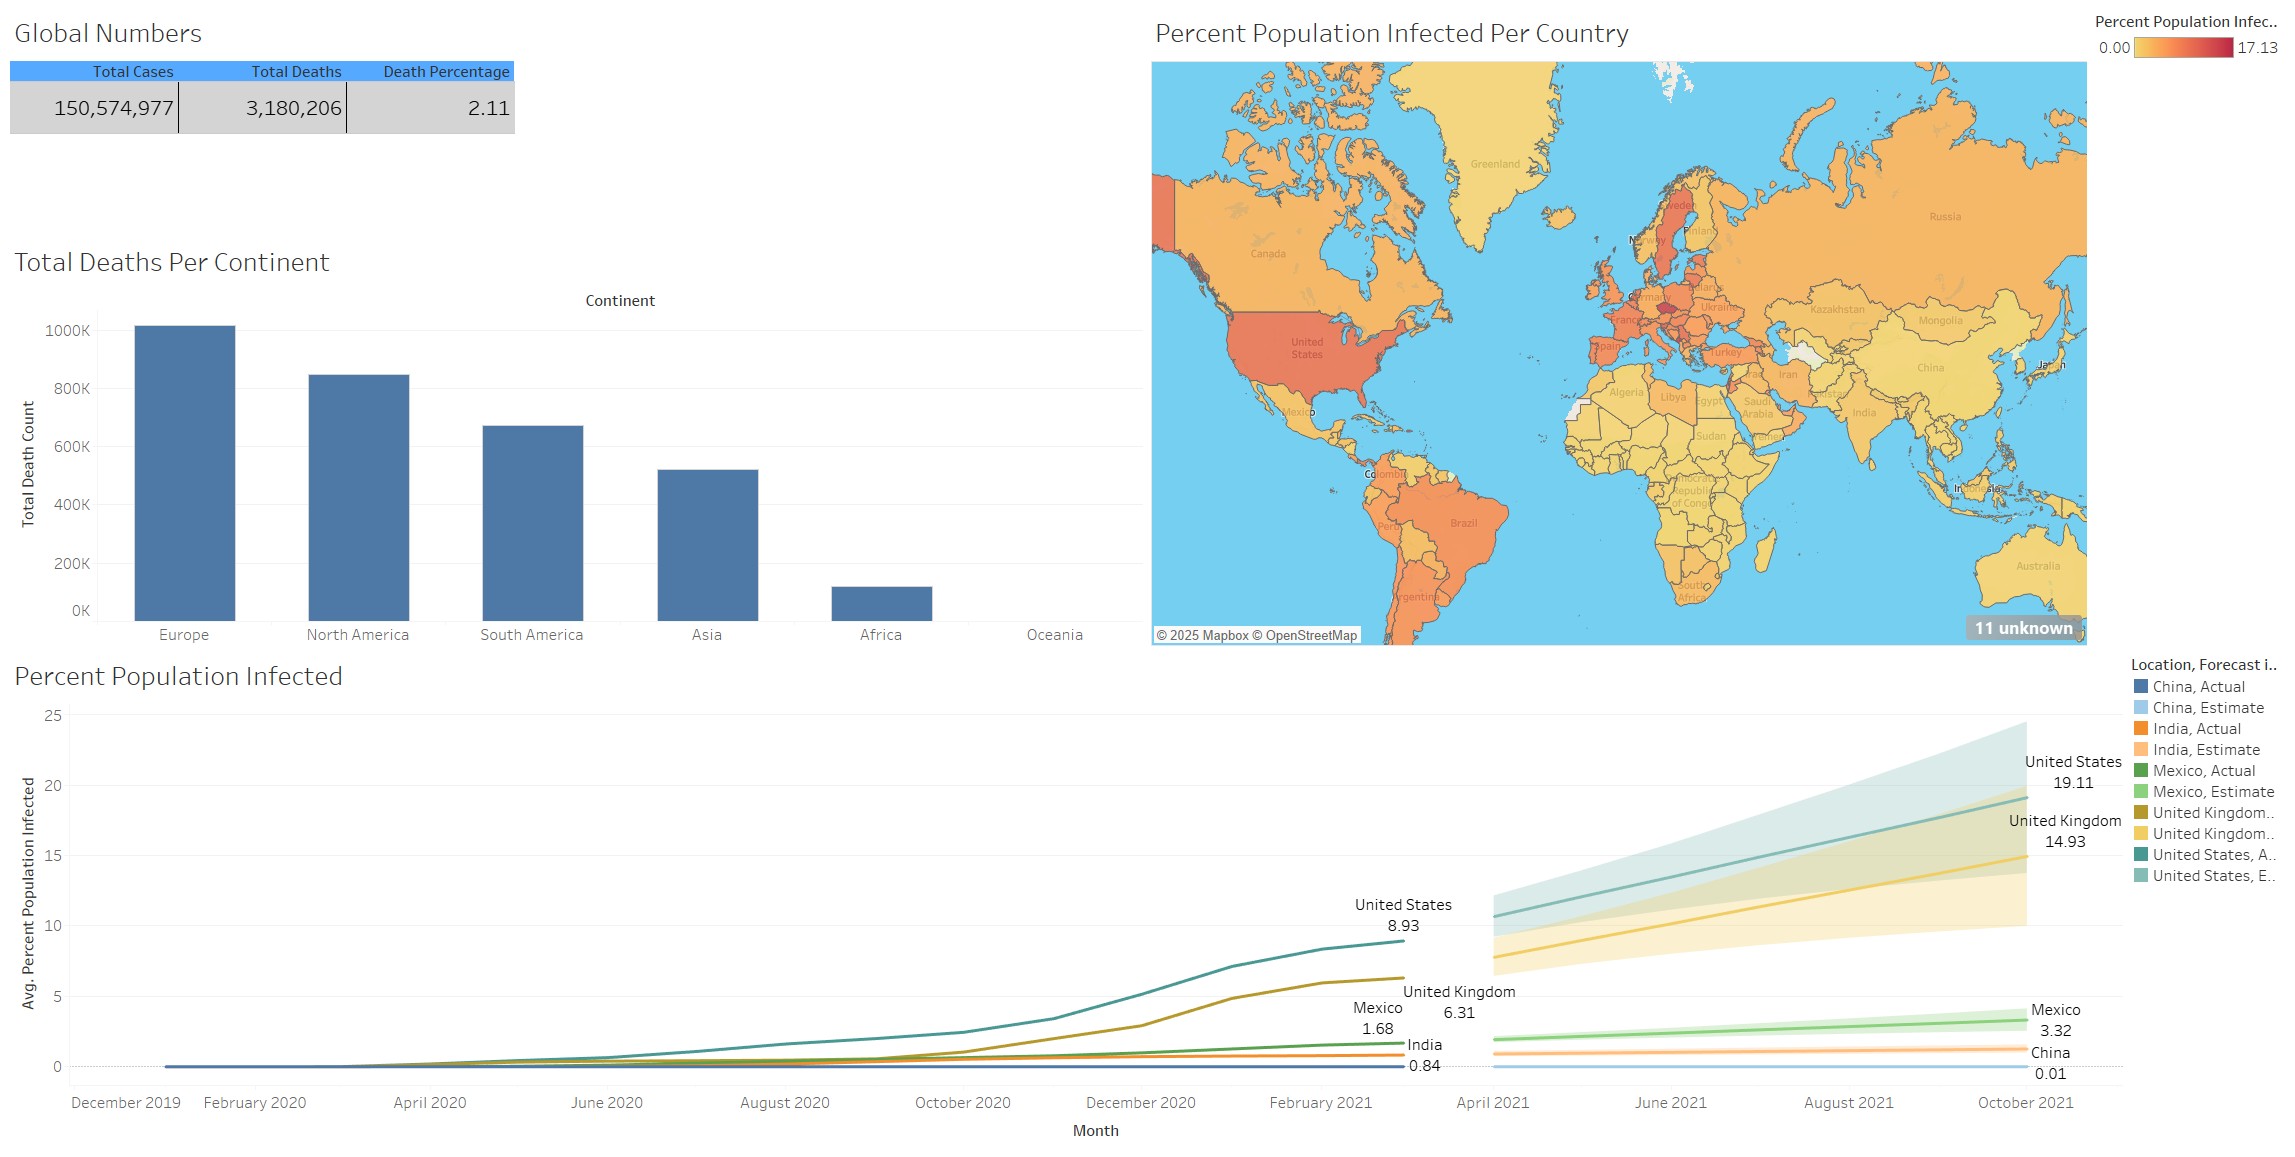 Global Numbers
Total Cases Total Deaths Death Percentage
150,574,977 3,180,206 2.11
Total Deaths Per Continent
Continent
Total Death Count
1000K
800K
600K
400K
200K
0K
Europe North America South America Asia Africa Oceania
Percent Population Infected Per Country
Percent Population Infec..
0.00 17.13
Greenland
Canada
United
States
Mexico
Colombia
Peru
Brazil
Argentina
Norway
Sweden
Finland
Russia
Germany
Belarus
Ukraine
France
Spain
Turkey
Kazakhstan
Mongolia
China
Japan
Iraq
Iran
Algeria
Libya
Egypt
Saudi
Arabia
Pakistan
India
Sudan
Yemen
Democratic
Republic
of Congo
Indonesia
South
Africa
Australia
© 2025 Mapbox © OpenStreetMap
11 unknown
Percent Population Infected
Avg. Percent Population Infected
25
20
15
10
5
0
United States
8.93
United Kingdom
6.31
Mexico
1.68
India
0.84
United States
19.11
United Kingdom
14.93
Mexico
3.32
China
0.01
December 2019 February 2020 April 2020 June 2020 August 2020 October 2020 December 2020 February 2021 April 2021 June 2021 August 2021 October 2021
Month
Location, Forecast i..
China, Actual
China, Estimate
India, Actual
India, Estimate
Mexico, Actual
Mexico, Estimate
United Kingdom..
United Kingdom..
United States, A..
United States, E..